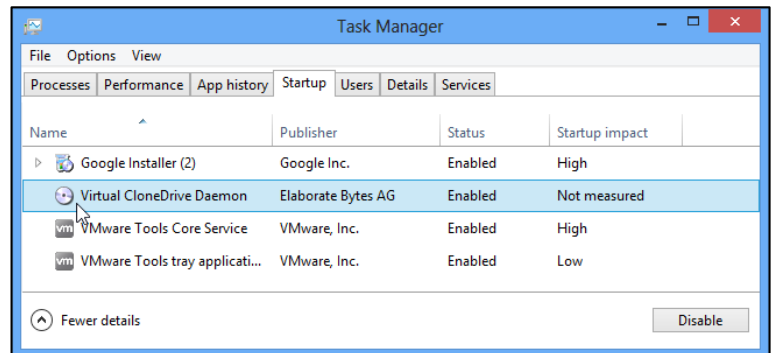 Task Manager
File Options View
Processes Performance App history Startup Users Details Services
Name Publisher Status Startup impact
Google Installer (2) Google Inc. Enabled High
Virtual CloneDrive Daemon Elaborate Bytes AG Enabled Not measured
vm VMware Tools Core Service VMware, Inc. Enabled High
vm VMware Tools tray applicati... VMware, Inc. Enabled Low
Fewer details Disable